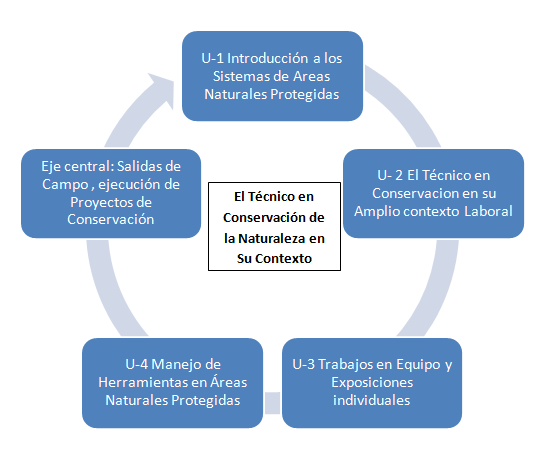 U-1 Introducción a los
Sistemas de Areas
Naturales Protegidas
U- 2 El Técnico en
Conservacion en su
Amplio contexto Laboral
U-3 Trabajos en Equipo y
Exposiciones
individuales
U-4 Manejo de
Herramientas en Áreas
Naturales Protegidas
Eje central: Salidas de
Campo , ejecución de
Proyectos de
Conservación
El Técnico en
Conservación de
la Naturaleza en
Su Contexto